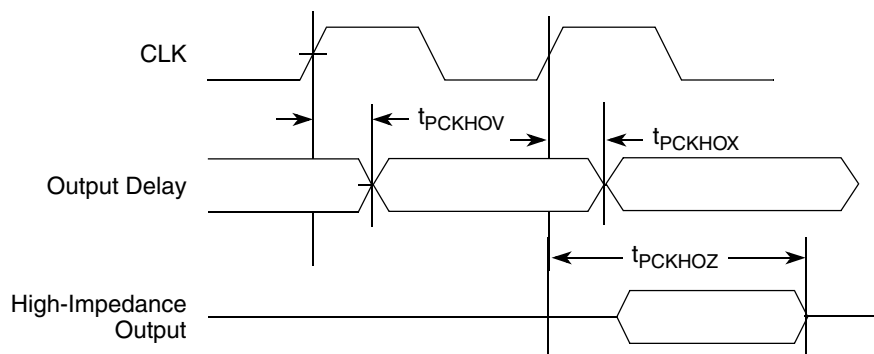 CLK
tPCKHOV
tPCKHOX
Output Delay
tPCKHOZ
High-Impedance
Output